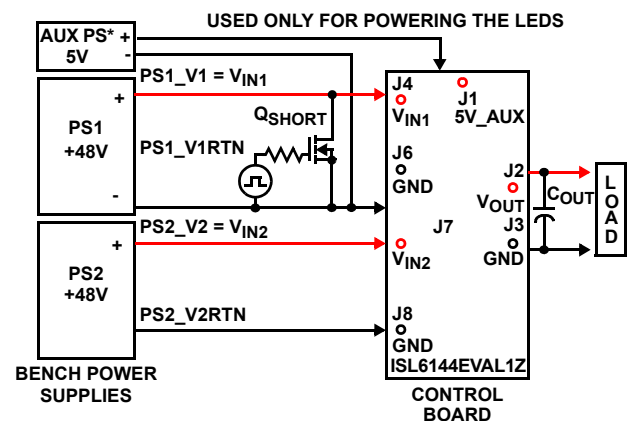 USED ONLY FOR POWERING THE LEDS
AUX PS* +
5V -
PS1_V1 = VIN1
+
PS1
+48V
-
QSHORT
PS1_V1RTN
J4
VIN1
J1
5V_AUX
J6
GND
J2
VOUT
COUT
LOAD
J3
GND
J7
PS2_V2 = VIN2
+
PS2
+48V
VIN2
PS2_V2RTN
J8
GND
ISL6144EVAL1Z
BENCH POWER
SUPPLIES
CONTROL
BOARD